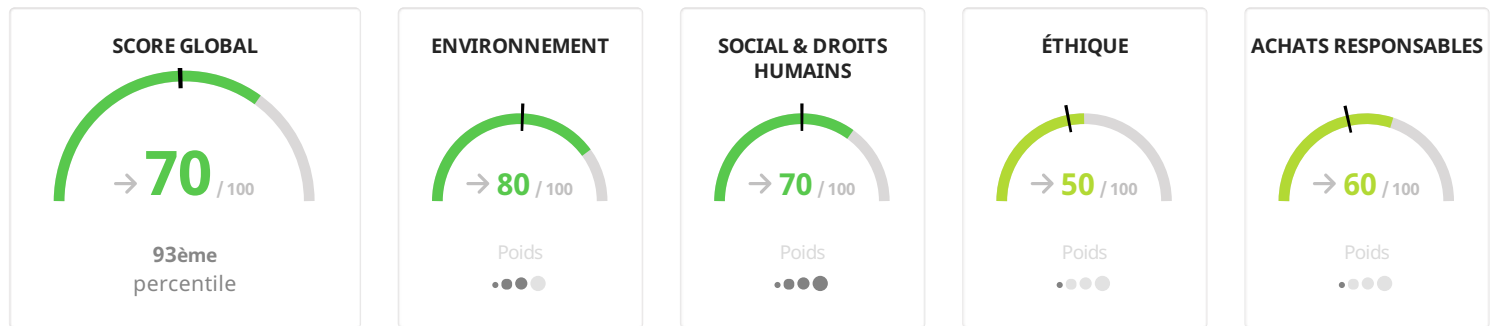 SCORE GLOBAL
→ 70 / 100
93ème
percentile
ENVIRONNEMENT
→ 80 / 100
Poids
SOCIAL & DROITS
HUMAINS
→ 70 / 100
Poids
ÉTHIQUE
→ 50 / 100
Poids
ACHATS RESPONSABLES
→ 60 / 100
Poids